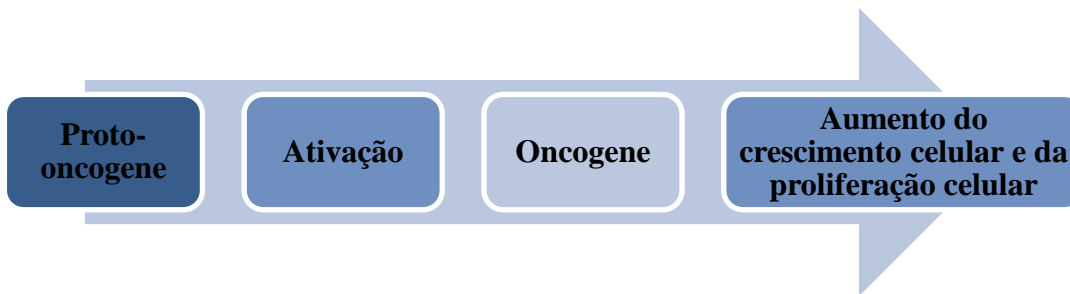 Proto-
oncogene
Ativação
Oncogene
Aumento do
crescimento celular e da
proliferação celular